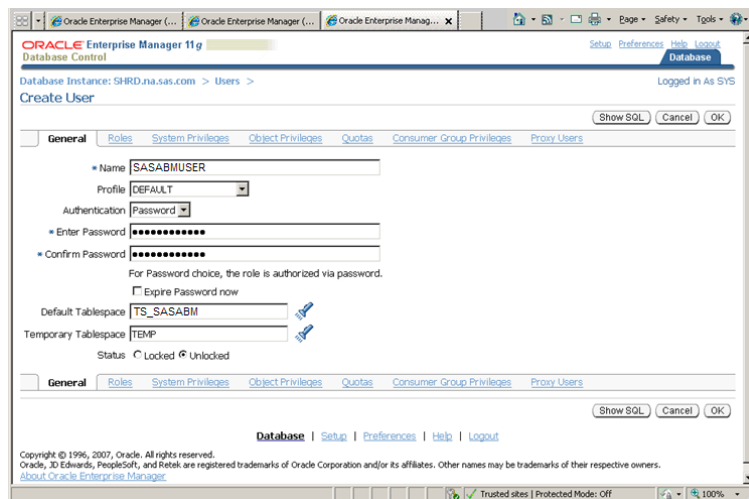 Oracle Enterprise Manager (... Oracle Enterprise Manager (... Oracle Enterprise Manag... x Page Safety Tools
ORACLE Enterprise Manager 11g Setup Preferences Help Logout
Database Control Database
Database Instance: SHRD.na.sas.com > Users > Logged in As SYS
Create User
Show SQL Cancel OK
General Roles System Privileges Object Privileges Quotas Consumer Group Privileges Proxy Users
* Name SASABMUSER
Profile DEFAULT
Authentication Password
* Enter Password ●●●●●●●●●●●●
* Confirm Password ●●●●●●●●●●●●
For Password choice, the role is authorized via password.
Expire Password now
Default Tablespace TS_SASABM
Temporary Tablespace TEMP
Status Locked Unlocked
General Roles System Privileges Object Privileges Quotas Consumer Group Privileges Proxy Users
Show SQL Cancel OK
Database | Setup | Preferences | Help | Logout
Copyright © 1996, 2007, Oracle. All rights reserved.
Oracle, JD Edwards, PeopleSoft, and Retek are registered trademarks of Oracle Corporation and/or its affiliates. Other names may be trademarks of their respective owners.
About Oracle Enterprise Manager
Trusted sites | Protected Mode: Off 100%